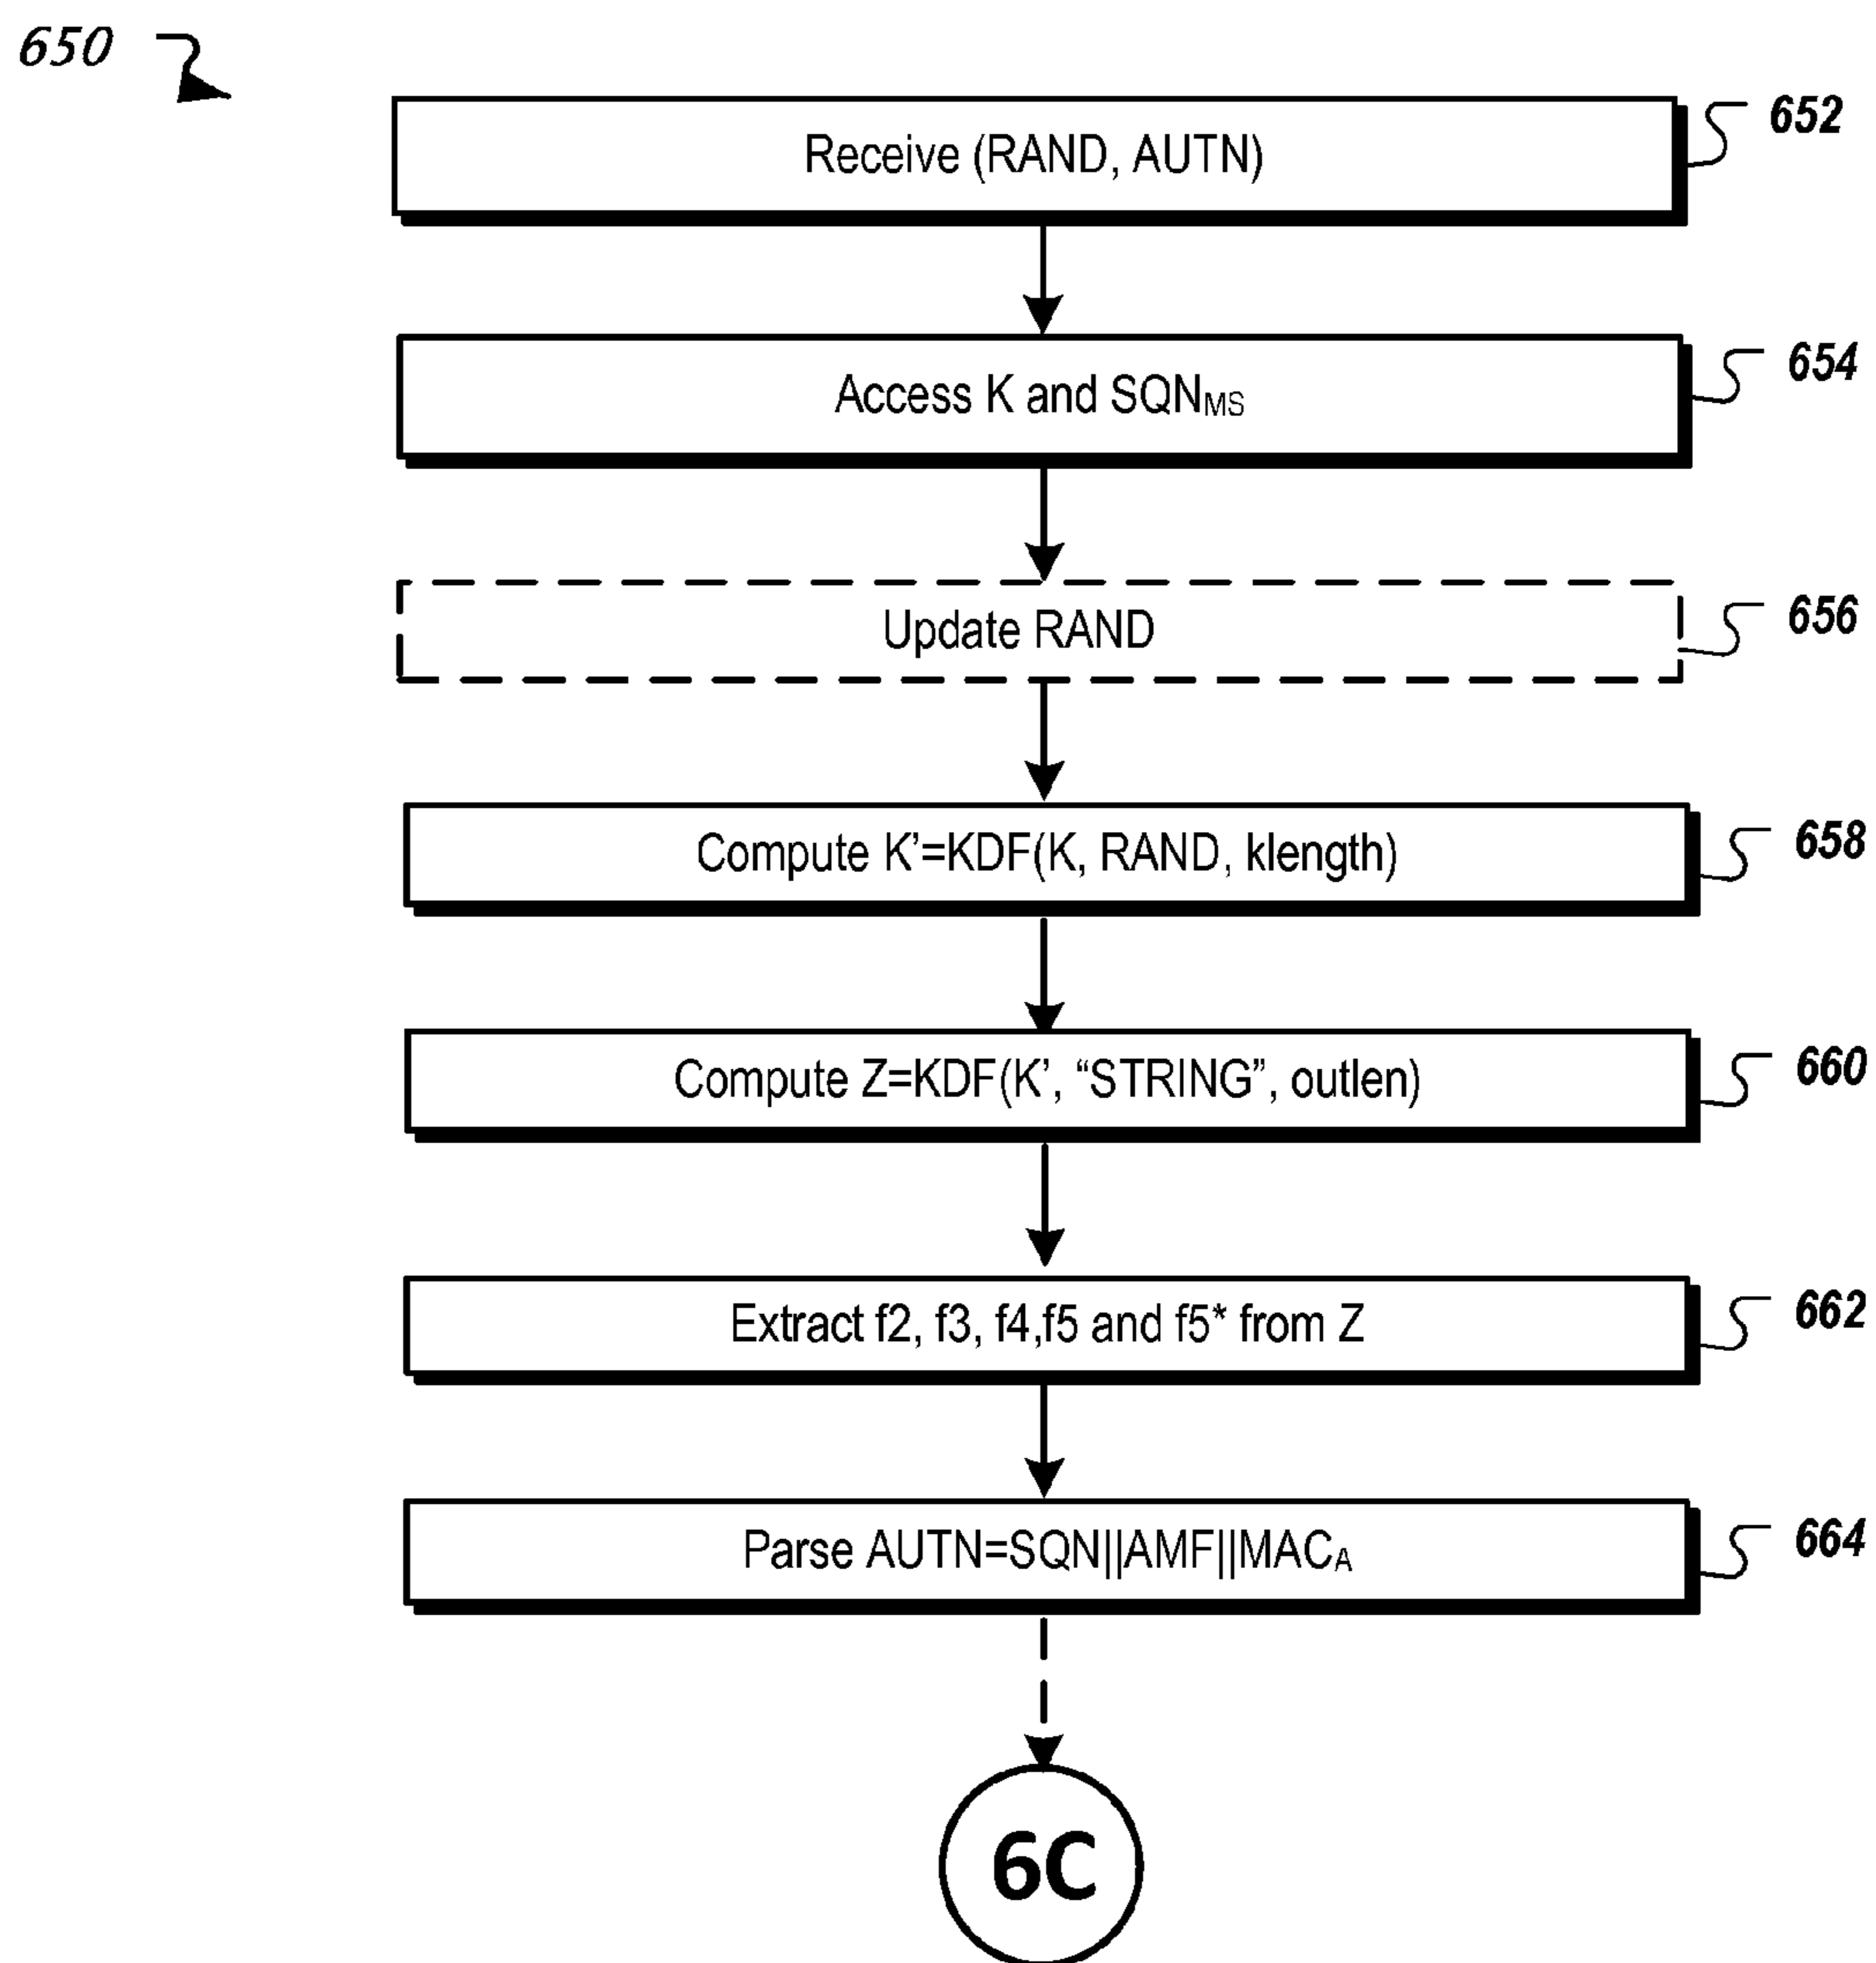 650
Receive (RAND, AUTN)
652
Access K and SQNMS
654
Update RAND
656
Compute K’=KDF(K, RAND, klength)
658
Compute Z=KDF(K’, “STRING”, outlen)
660
Extract f2, f3, f4,f5 and f5* from Z
662
Parse AUTN=SQN||AMF||MACA
664
6C